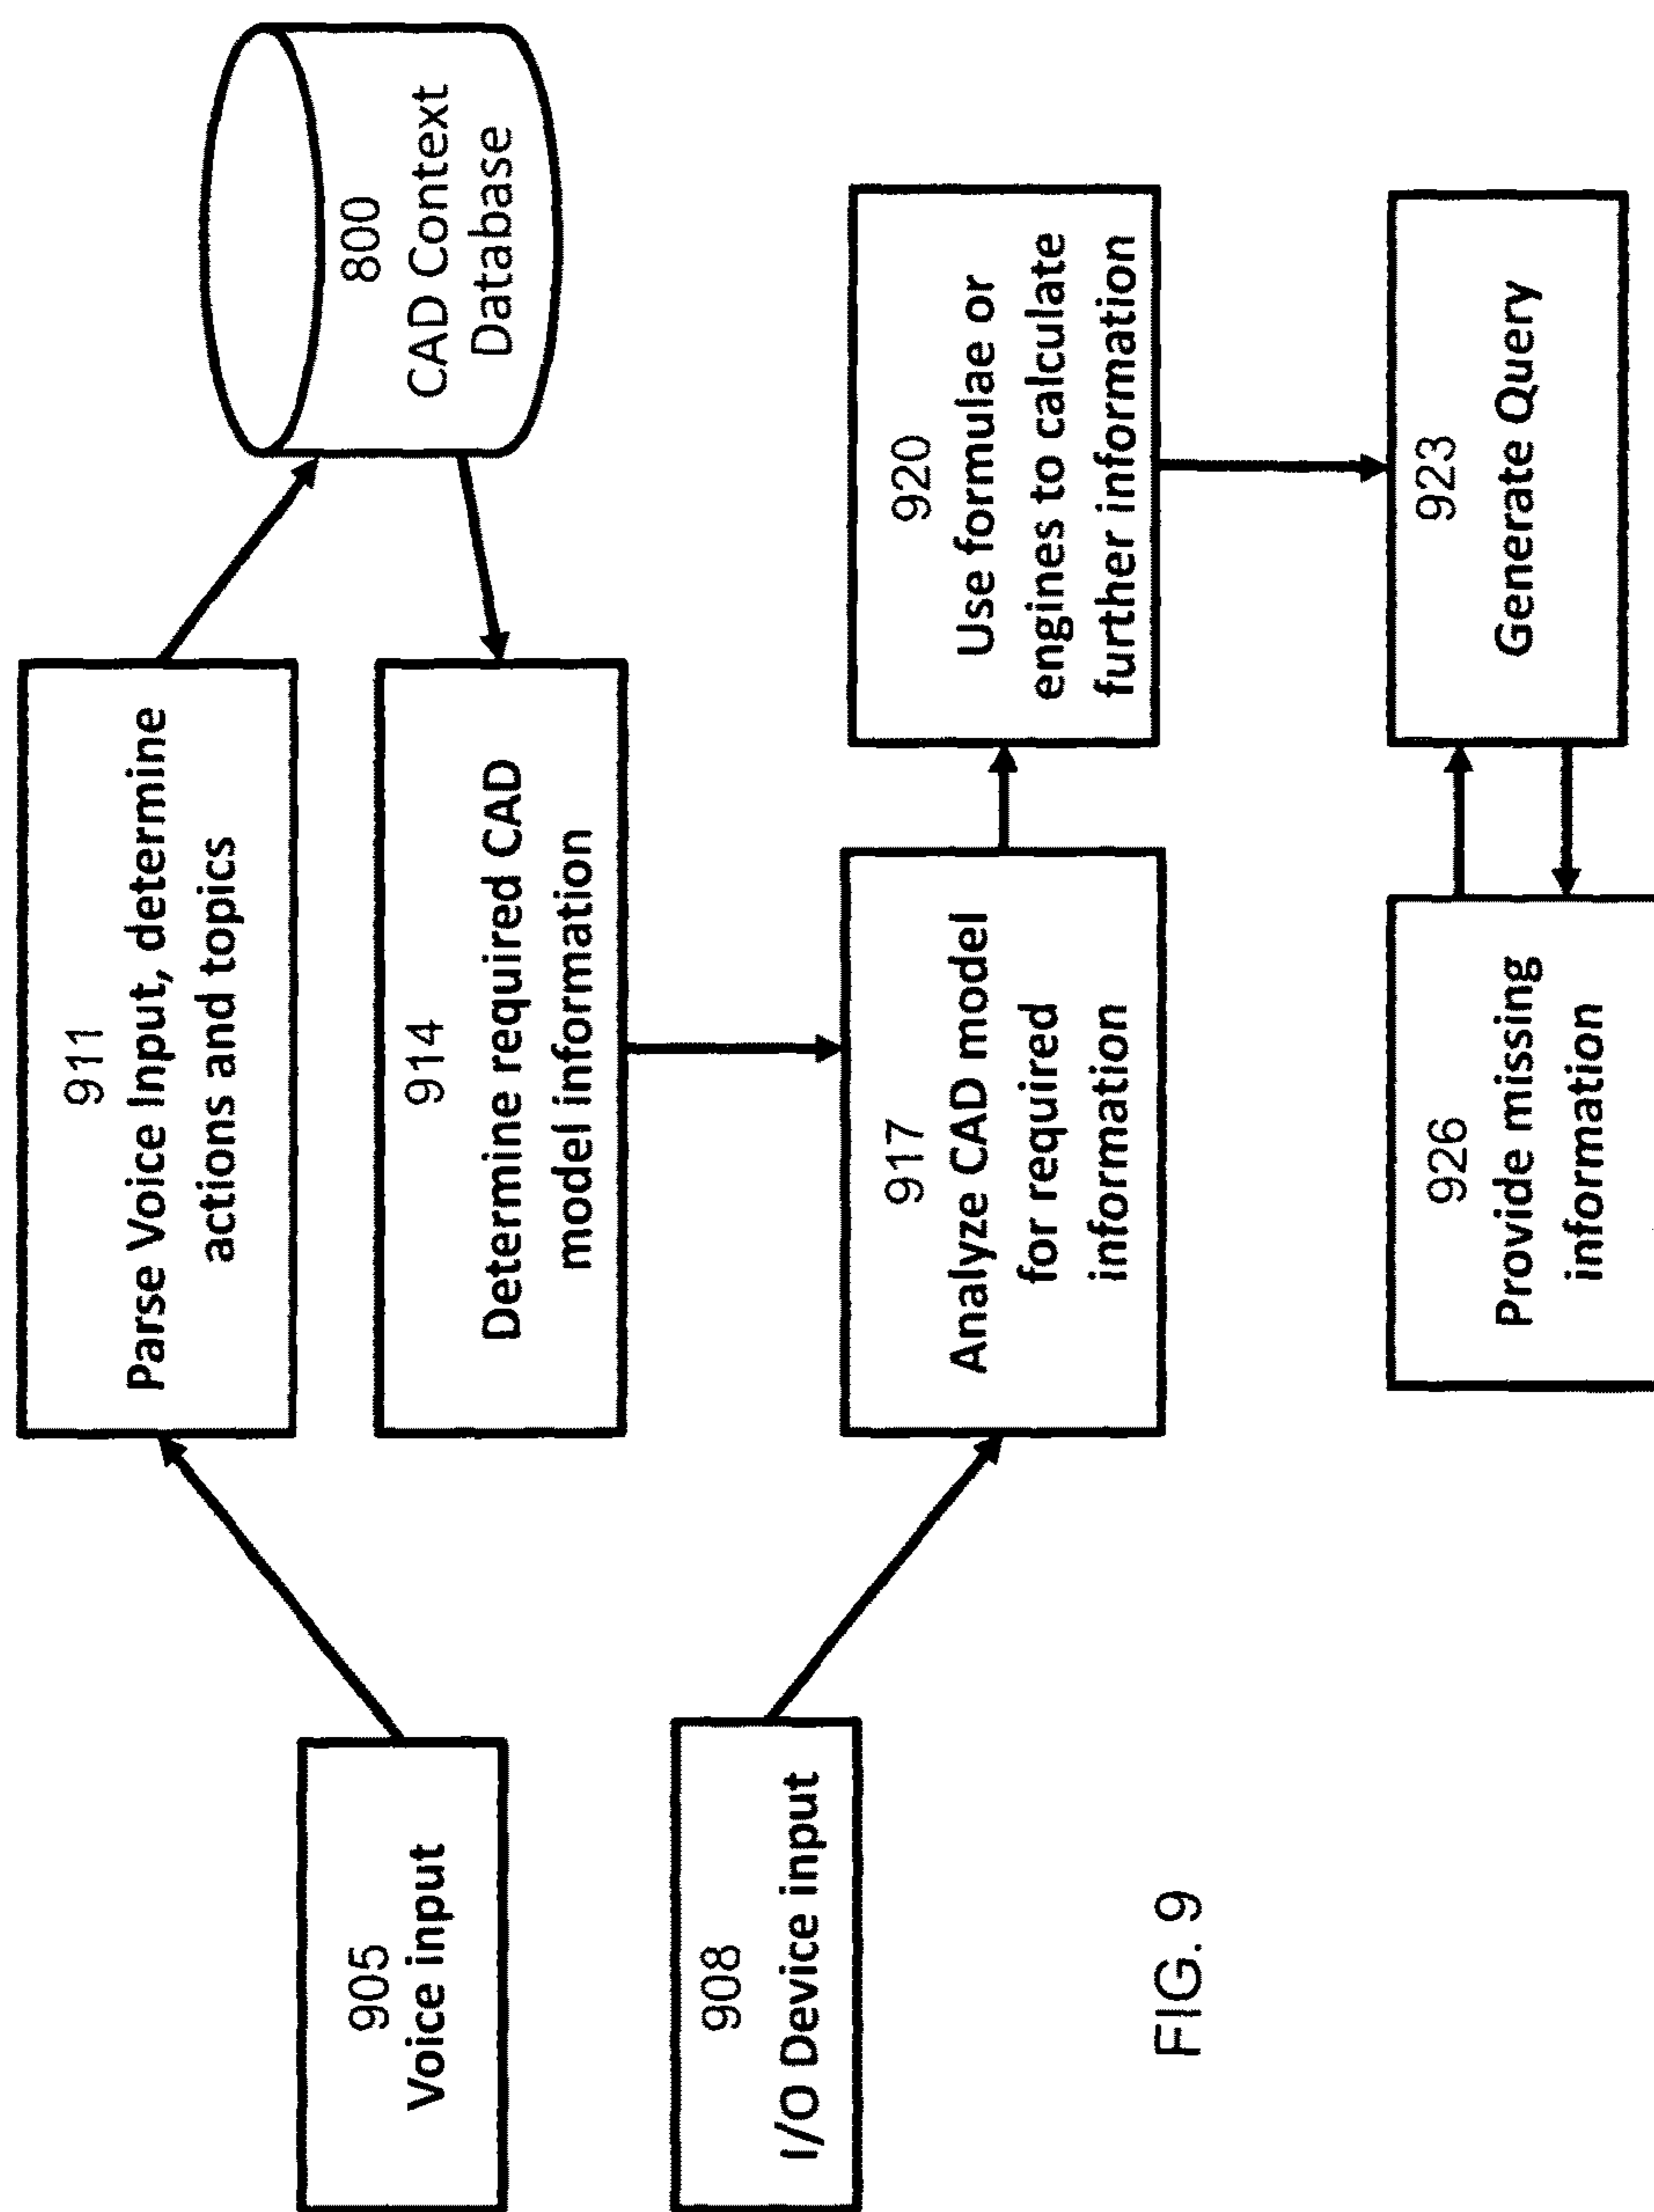 905
Voice input
908
I/O Device input
911
Parse Voice Input, determine
actions and topics
914
Determine required CAD
model information
800
CAD Context
Database
917
Analyze CAD model
for required
information
920
Use formulae or
engines to calculate
further information
926
Provide missing
information
923
Generate Query
FIG. 9